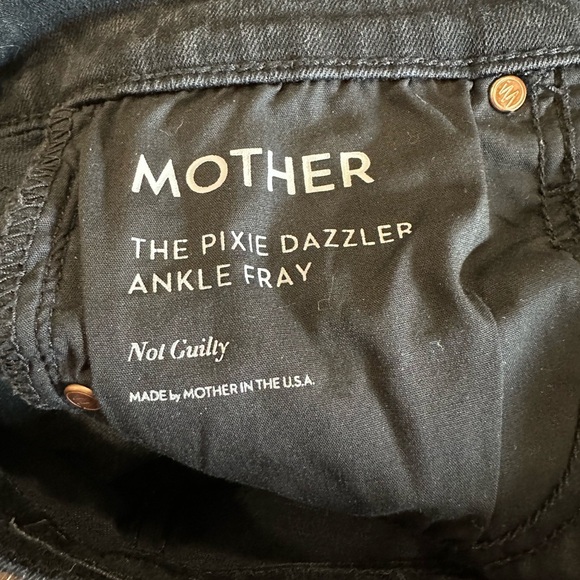 MOTHER
THE PIXIE DAZZLER
ANKLE FRAY
Not Guilty
MADE by MOTHER IN THE U.S.A.